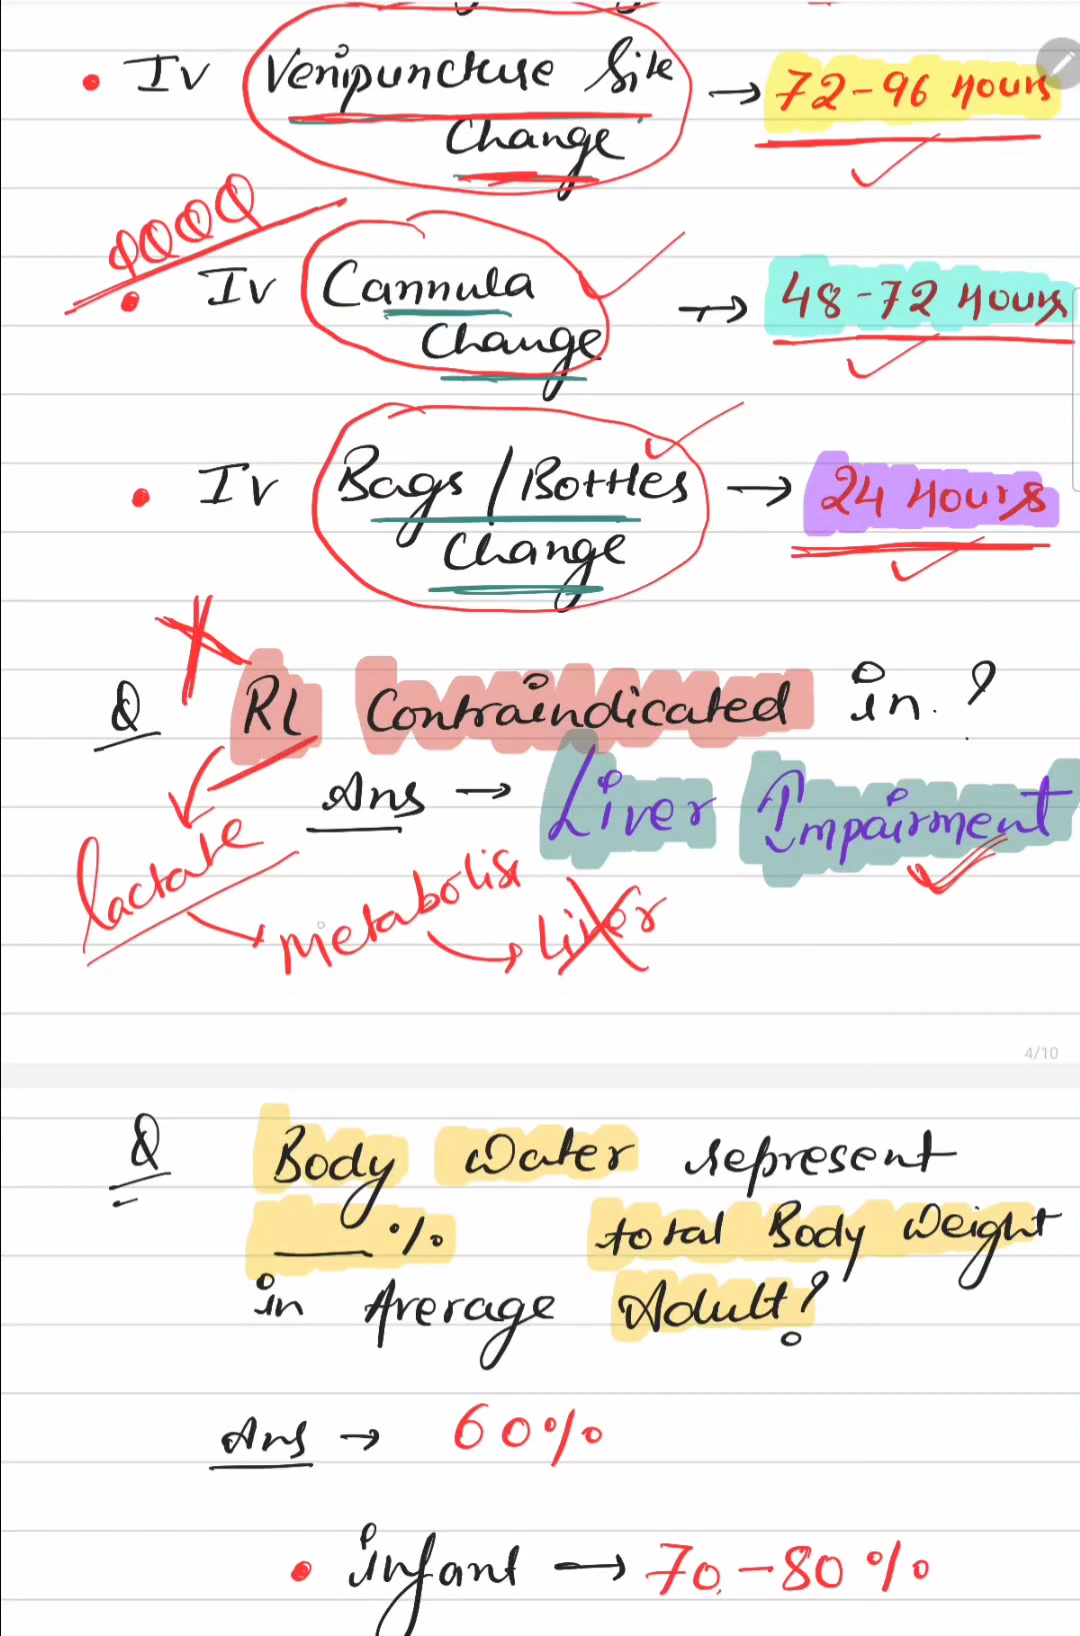 • IV Venipuncture Site → 72-96 Hours
Change
QQQQ
• IV Cannula → 48-72 Hours
Change
• IV Bags/Bottles → 24 Hours
Change
Q RL Contraindicated in.?
Ans → Liver Impairment
lactate → metabolise → Liver
4/10
Q Body Water represent
___% total Body Weight
in Average Adult?
Ans → 60%
• infant → 70-80%